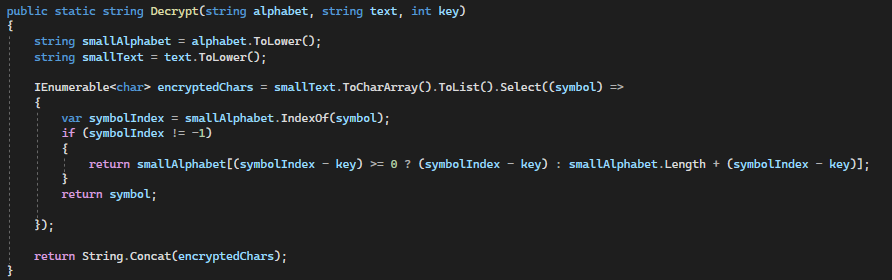 public static string Decrypt(string alphabet, string text, int key)
{
    string smallAlphabet = alphabet.ToLower();
    string smallText = text.ToLower();

    IEnumerable<char> encryptedChars = smallText.ToCharArray().ToList().Select((symbol) =>
    {
        var symbolIndex = smallAlphabet.IndexOf(symbol);
        if (symbolIndex != -1)
        {
            return smallAlphabet[(symbolIndex - key) >= 0 ? (symbolIndex - key) : smallAlphabet.Length + (symbolIndex - key)];
        }
        return symbol;

    });

    return String.Concat(encryptedChars);
}